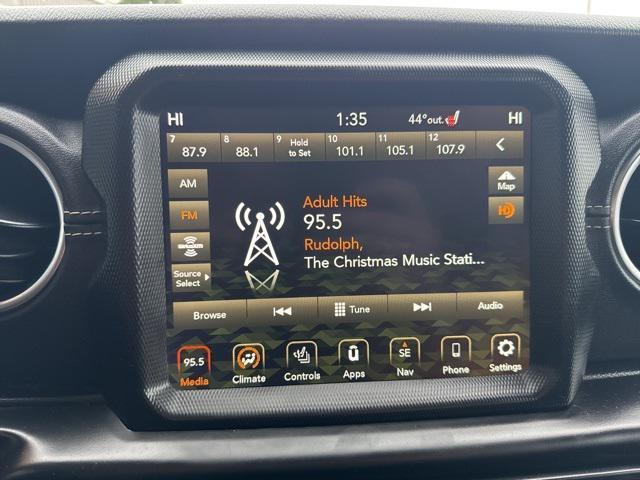 HI 1:35 44°out. HI
7 8 9 Hold 10 11 12
87.9 88.1 to Set 101.1 105.1 107.9
AM
FM
siriusxm
Source
Select
Map
HD
Adult Hits
95.5
Rudolph,
The Christmas Music Stati...
Browse Tune Audio
95.5 SE
Media Climate Controls Apps Nav Phone Settings